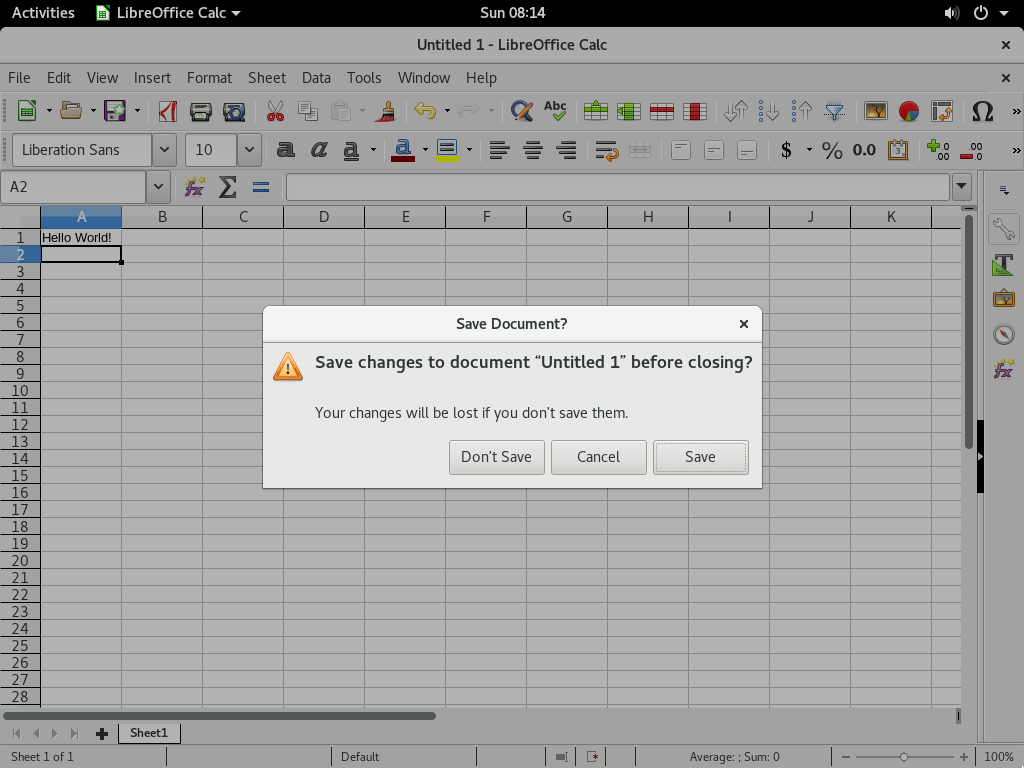 Activities LibreOffice Calc Sun 08:14
Untitled 1 - LibreOffice Calc
File Edit View Insert Format Sheet Data Tools Window Help
Abc
Liberation Sans 10 a a a a $ % 0.0 .0 .00 .00 .0
A2 fx Σ =
A B C D E F G H I J K
1 Hello World!
2
3
4
5
6
7
8
9
10
11
12
13
14
15
16
17
18
19
20
21
22
23
24
25
26
27
28
Save Document?
Save changes to document “Untitled 1” before closing?
Your changes will be lost if you don't save them.
Don't Save Cancel Save
Sheet1
Sheet 1 of 1 Default Average: ; Sum: 0 100%